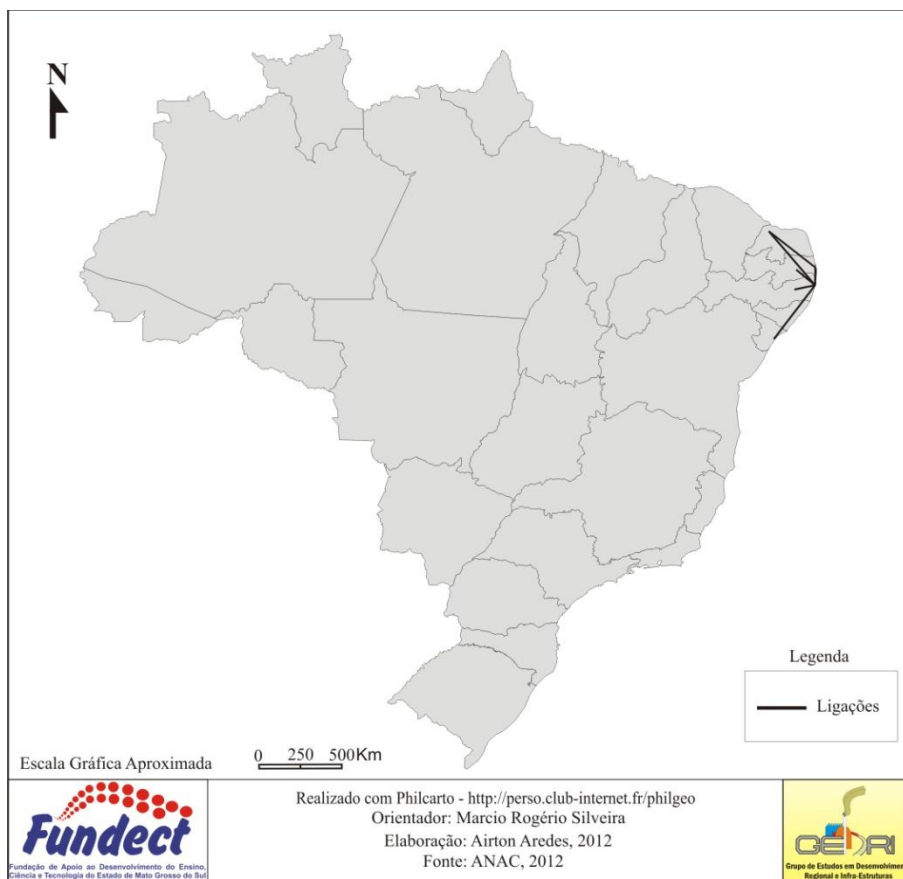 N
Legenda
Ligações
Escala Gráfica Aproximada
0 250 500Km
Fundect
Fundação de Apoio ao Desenvolvimento do Ensino,
Ciência e Tecnologia do Estado de Mato Grosso do Sul
Realizado com Philcarto - http://perso.club-internet.fr/philgeo
Orientador: Marcio Rogério Silveira
Elaboração: Airton Aredes, 2012
Fonte: ANAC, 2012
GEDRI
Grupo de Estudos em Desenvolvimento
Regional e Infra-Estruturas